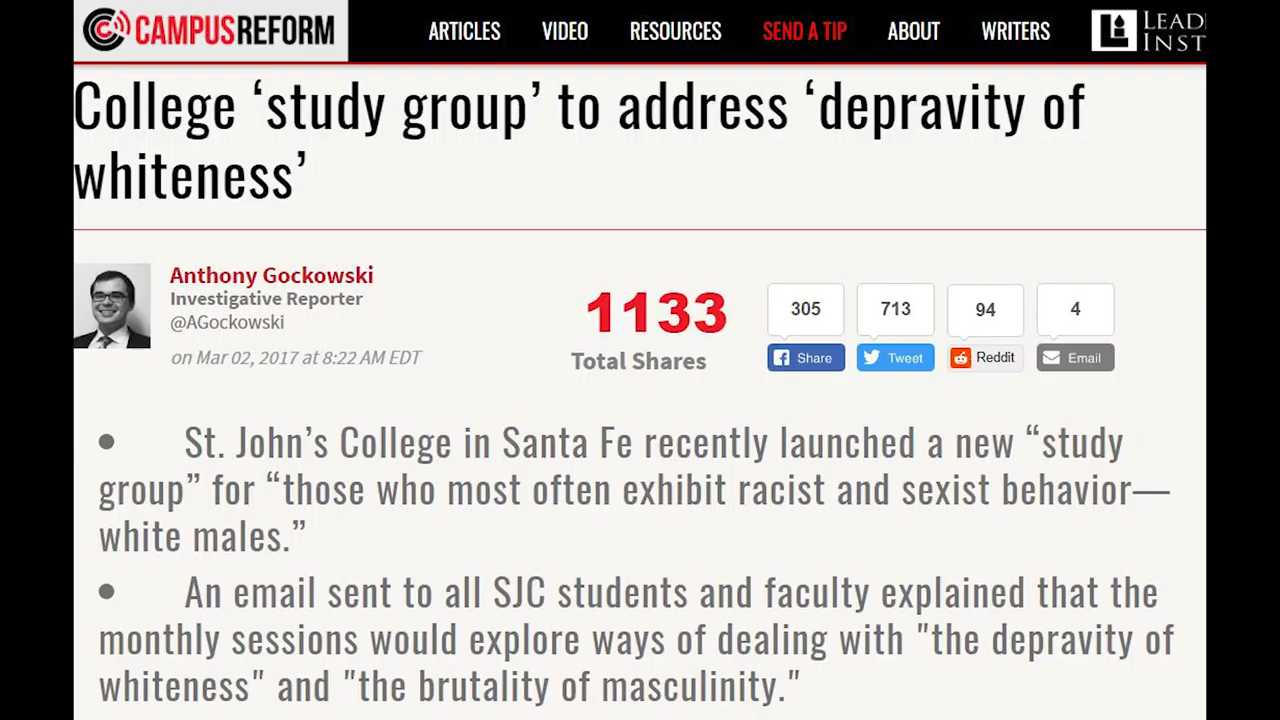 CAMPUSREFORM
ARTICLES VIDEO RESOURCES SEND A TIP ABOUT WRITERS
College ‘study group’ to address ‘depravity of
whiteness’
Anthony Gockowski
Investigative Reporter
@AGockowski
on Mar 02, 2017 at 8:22 AM EDT
1133
Total Shares
305 713 94 4
Share Tweet Reddit Email
• St. John’s College in Santa Fe recently launched a new “study
group” for “those who most often exhibit racist and sexist behavior—
white males.”
• An email sent to all SJC students and faculty explained that the
monthly sessions would explore ways of dealing with "the depravity of
whiteness" and "the brutality of masculinity."